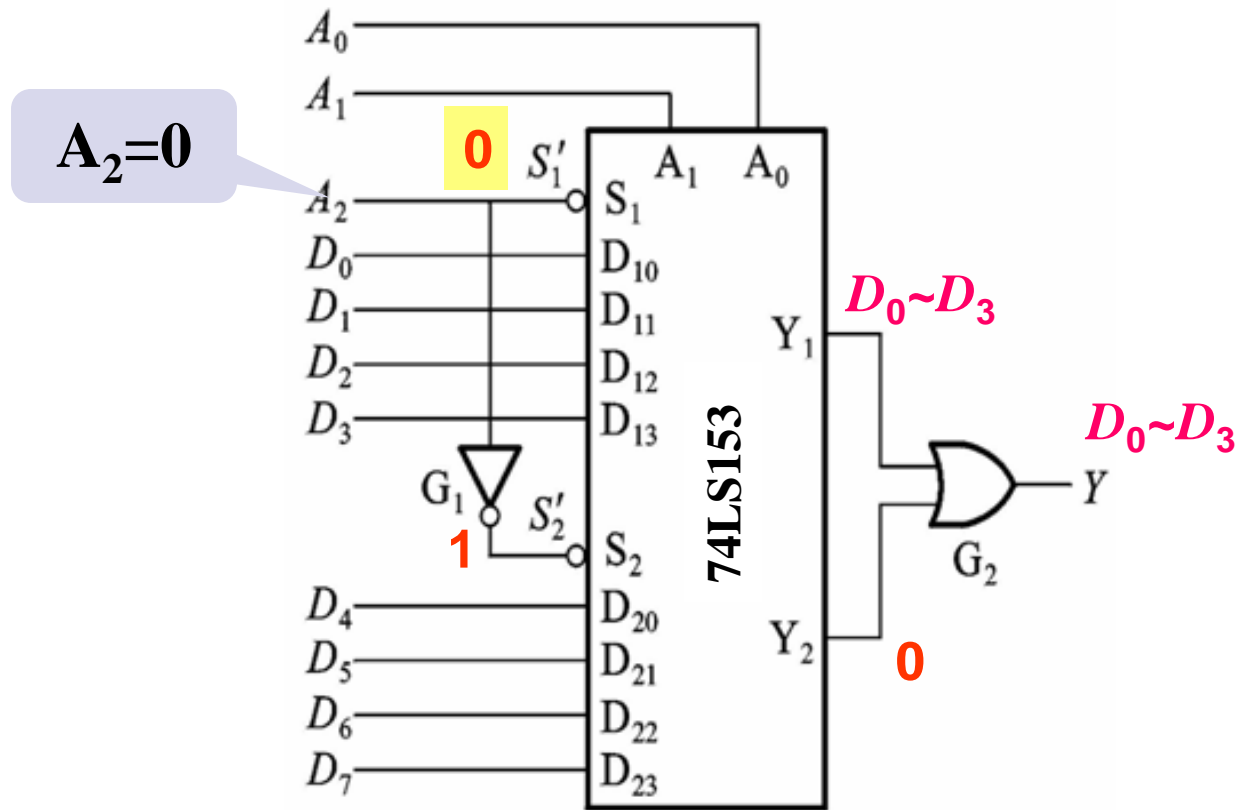 A₀
A₁
A₂=0
0
S₁′
A₁ A₀
A₂
S₁
D₀
D₁₀
D₀~D₃
D₁
D₁₁
Y₁
D₂
D₁₂
D₃
D₁₃
74LS153
D₀~D₃
G₁
S₂′
Y
1
S₂
G₂
D₄
D₂₀
Y₂
0
D₅
D₂₁
D₆
D₂₂
D₇
D₂₃